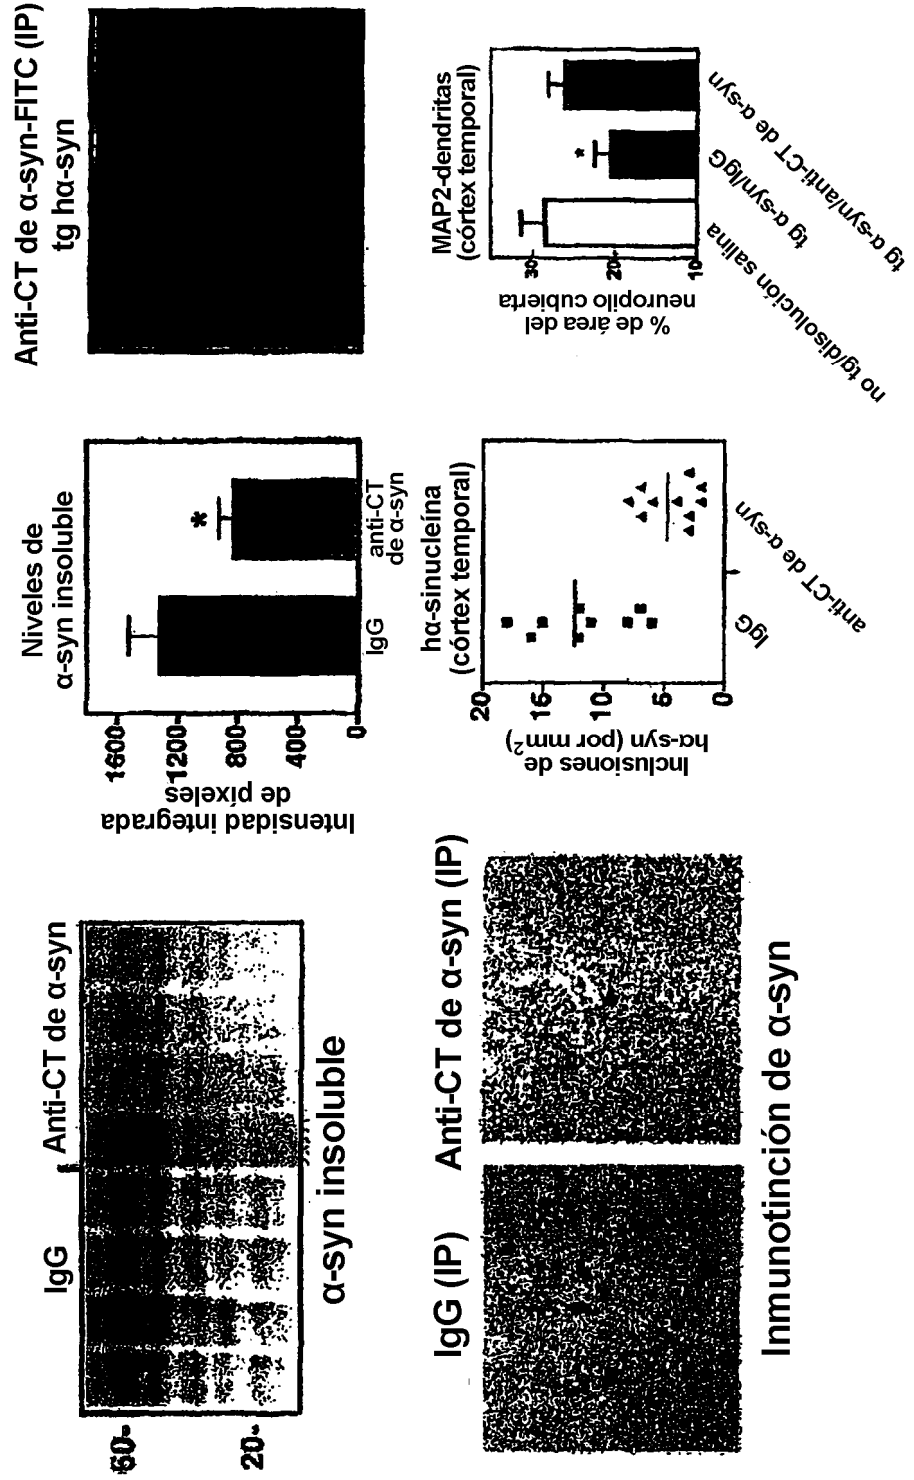 IgG
Anti-CT de α-syn
60-
20-
α-syn insoluble
Niveles de
α-syn insoluble
Intensidad integrada
de píxeles
1600-
1200-
800-
400-
0
*
IgG
anti-CT
de α-syn
Anti-CT de α-syn-FITC (IP)
tg hα-syn
IgG (IP)
Anti-CT de α-syn (IP)
Inmunotinción de α-syn
hα-sinucleína
(córtex temporal)
Inclusiones de
hα-syn (por mm²)
20
15
10
5
0
IgG
anti-CT de α-syn
MAP2-dendritas
(córtex temporal)
% de área del
neuropilo cubierta
30
20
10
*
no tg/disolución salina
tg α-syn/IgG
tg α-syn/anti-CT de α-syn